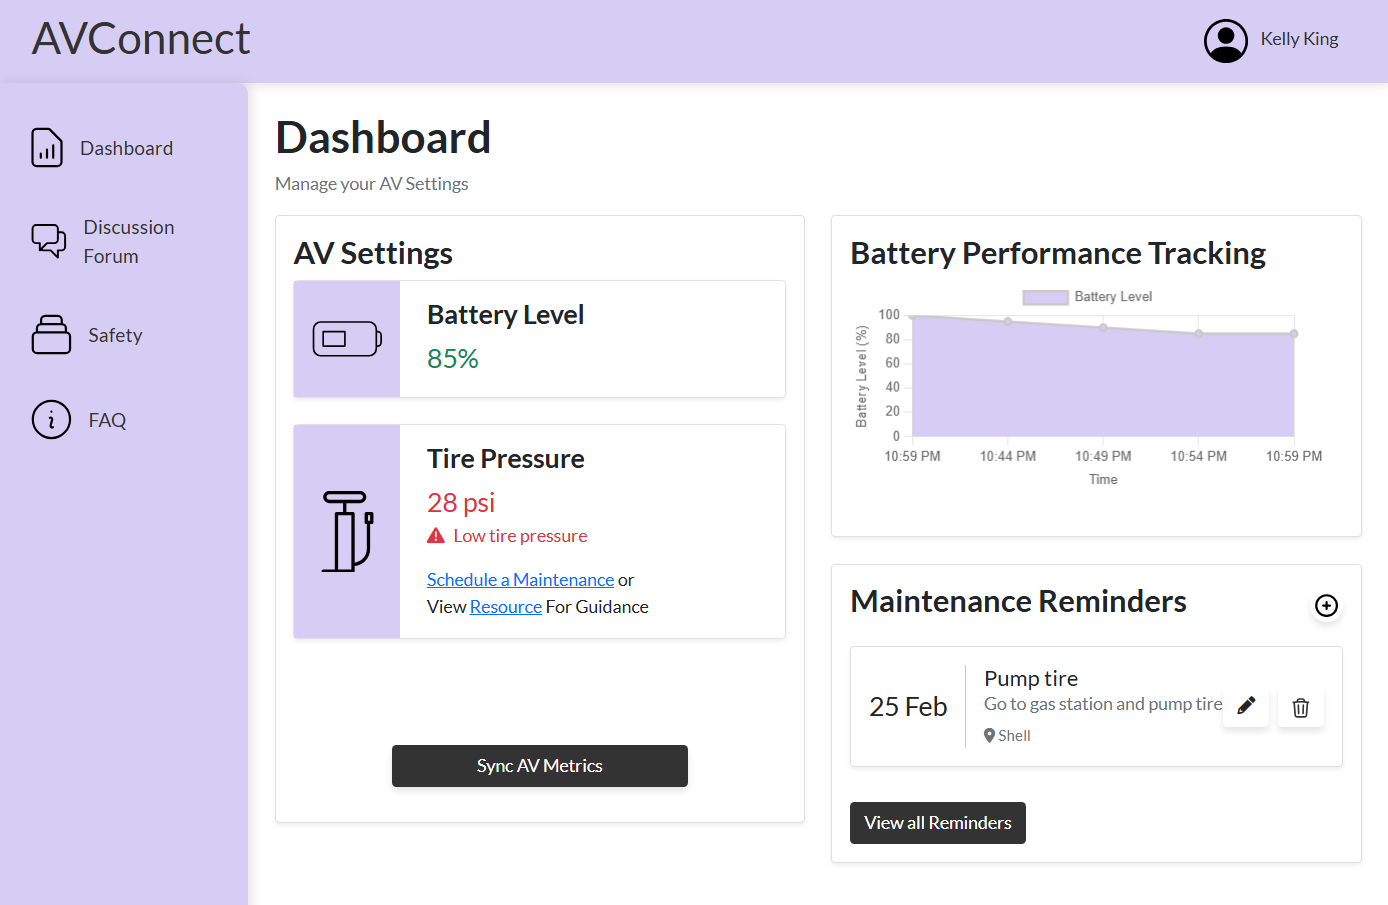 AVConnect
Kelly King
Dashboard
Discussion
Forum
Safety
FAQ
Dashboard
Manage your AV Settings
AV Settings
Battery Level
85%
Tire Pressure
28 psi
Low tire pressure
Schedule a Maintenance or
View Resource For Guidance
Sync AV Metrics
Battery Performance Tracking
Battery Level
Battery Level (%)
100
80
60
40
20
0
10:59 PM 10:44 PM 10:49 PM 10:54 PM 10:59 PM
Time
Maintenance Reminders
25 Feb
Pump tire
Go to gas station and pump tire
Shell
View all Reminders